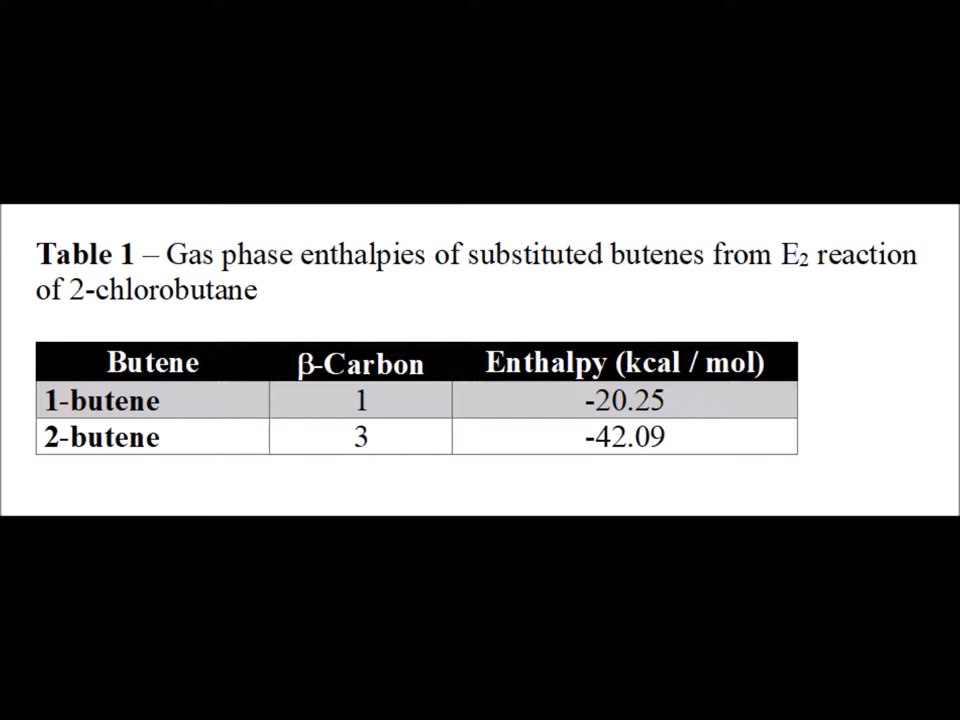 Table 1 – Gas phase enthalpies of substituted butenes from E₂ reaction
of 2-chlorobutane
Butene β-Carbon Enthalpy (kcal / mol)
1-butene 1 -20.25
2-butene 3 -42.09